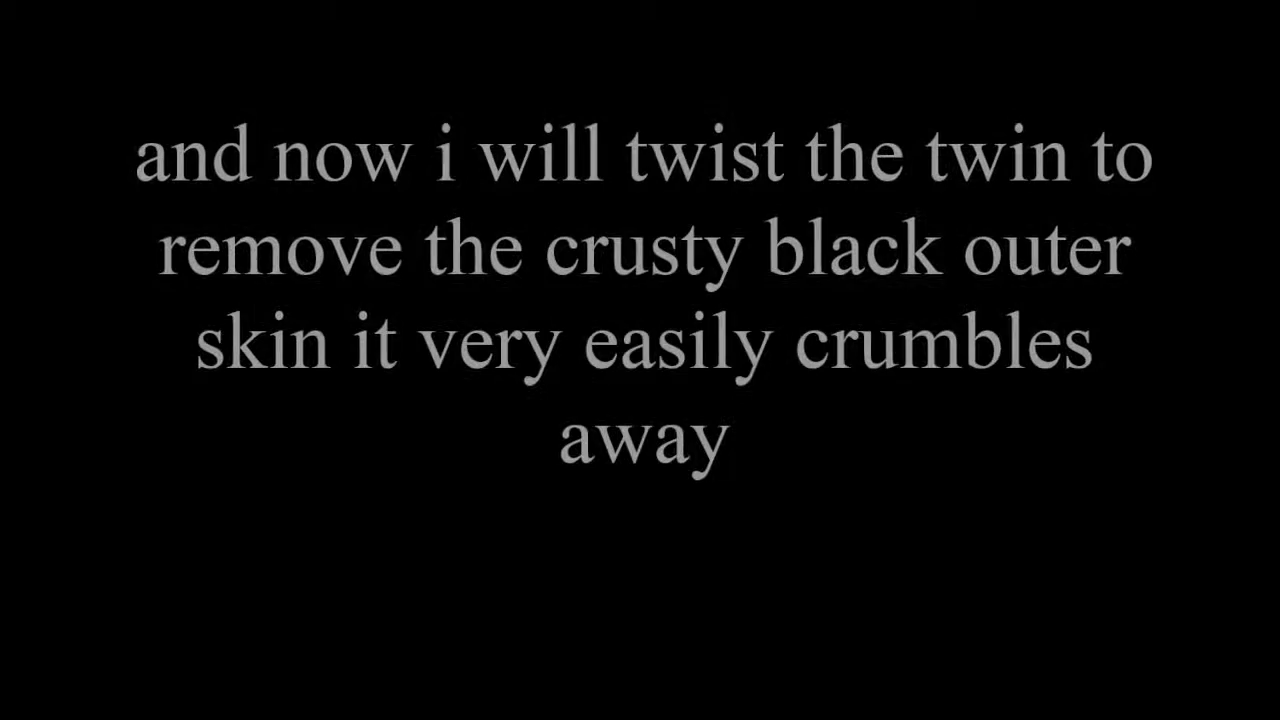 and now i will twist the twin to
remove the crusty black outer
skin it very easily crumbles
away